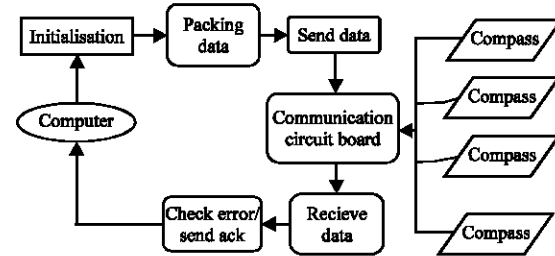 Initialisation
Packing
data
Send data
Compass
Compass
Computer
Communication
circuit board
Compass
Check error/
send ack
Recieve
data
Compass